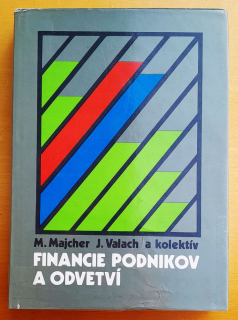 M. Majcher J. Valach a kolektív
FINANCIE PODNIKOV
A ODVETVÍ